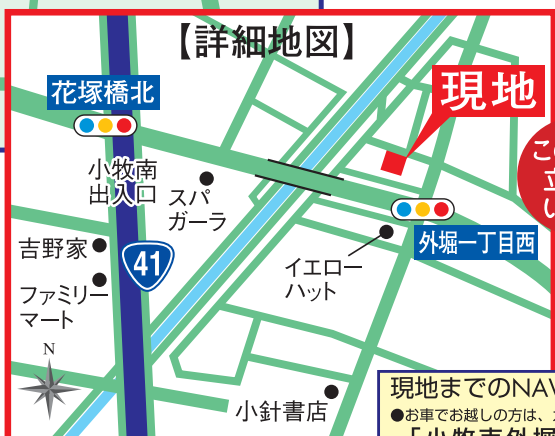 【詳細地図】
花塚橋北
現地
小牧南
出入口
スパ
ガーラ
吉野家
41
外堀一丁目西
イエロー
ハット
ファミリー
マート
N
小針書店
現地までのNAV
●お車でお越しの方は、
「小牧市外堀